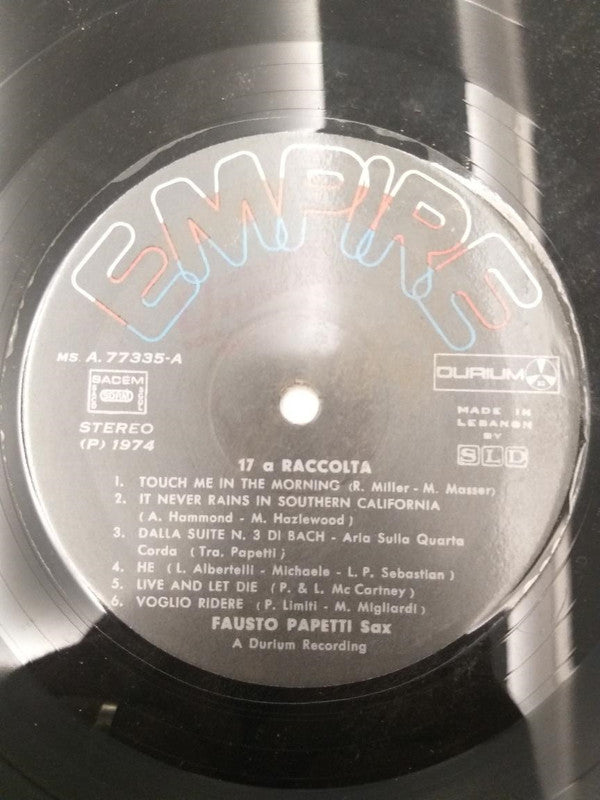 EMPIRE
MS. A. 77335-A
SACEM
SDRM
STEREO
(P) 1974
DURIUM
MADE IN
LEBANON
BY
SLD
17 a RACCOLTA
1. TOUCH ME IN THE MORNING (R. Miller - M. Masser)
2. IT NEVER RAINS IN SOUTHERN CALIFORNIA
( A. Hammond - M. Hazlewood )
3. DALLA SUITE N. 3 DI BACH - Aria Sulla Quarta
Corda ( Tra. Papetti ;
4. HE ( L. Albertelli - Michaele - L. P. Sebastian )
5. LIVE AND LET DIE ( P. & L. Mc Cartney )
6. VOGLIO RIDERE ( P. Limiti - M. Migliardi )
FAUSTO PAPETTI Sax
A Durium Recording